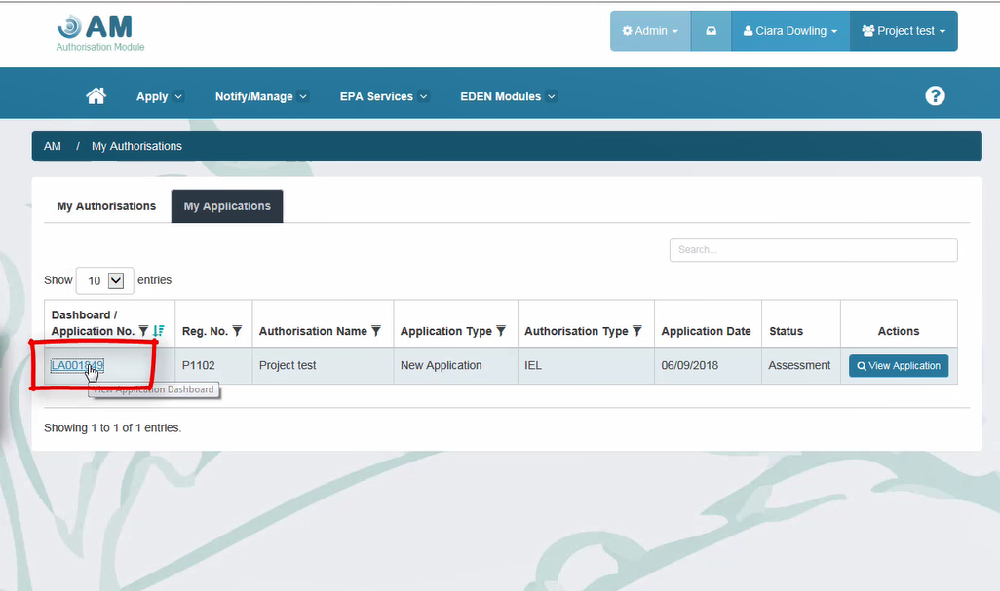 AM
Authorisation Module
Admin
Ciara Dowling
Project test
Apply
Notify/Manage
EPA Services
EDEN Modules
?
AM / My Authorisations
My Authorisations
My Applications
Search...
Show 10 entries
Dashboard /
Application No.
Reg. No.
Authorisation Name
Application Type
Authorisation Type
Application Date
Status
Actions
LA001849
P1102
Project test
New Application
IEL
06/09/2018
Assessment
View Application
View Application Dashboard
Showing 1 to 1 of 1 entries.